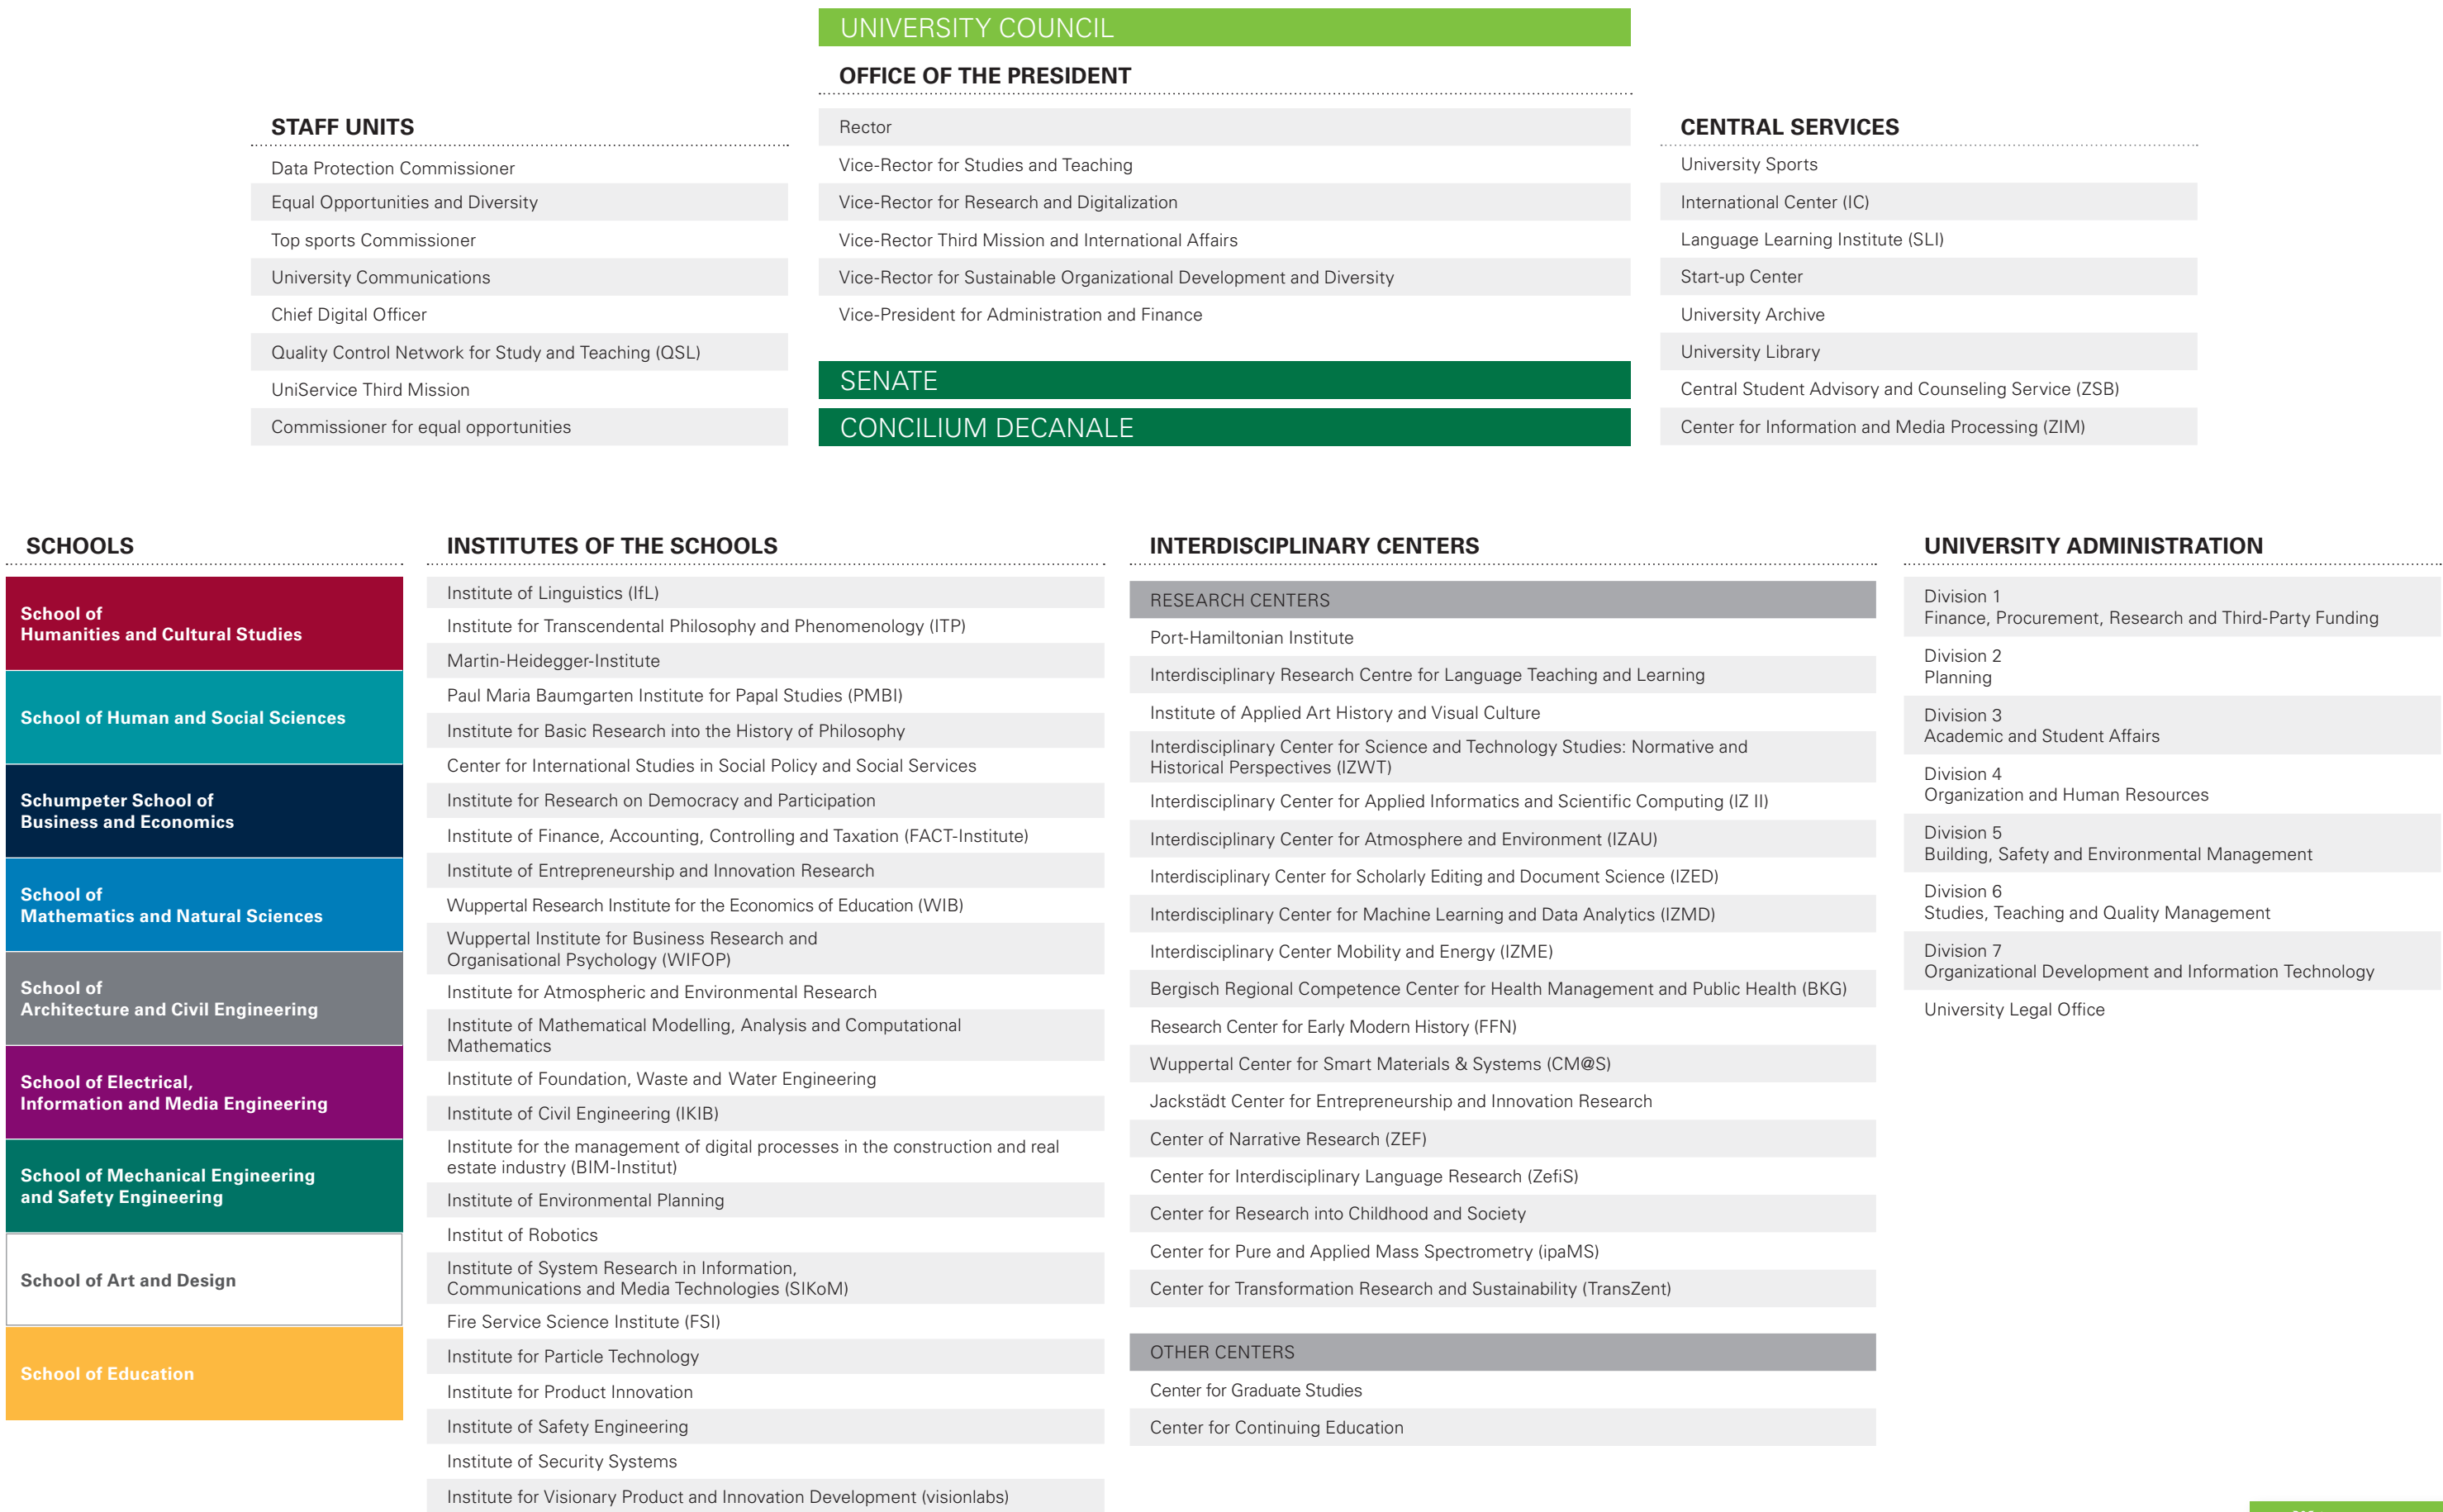 UNIVERSITY COUNCIL
OFFICE OF THE PRESIDENT
Rector
Vice-Rector for Studies and Teaching
Vice-Rector for Research and Digitalization
Vice-Rector Third Mission and International Affairs
Vice-Rector for Sustainable Organizational Development and Diversity
Vice-President for Administration and Finance
SENATE
CONCILIUM DECANALE
STAFF UNITS
Data Protection Commissioner
Equal Opportunities and Diversity
Top sports Commissioner
University Communications
Chief Digital Officer
Quality Control Network for Study and Teaching (QSL)
UniService Third Mission
Commissioner for equal opportunities
CENTRAL SERVICES
University Sports
International Center (IC)
Language Learning Institute (SLI)
Start-up Center
University Archive
University Library
Central Student Advisory and Counseling Service (ZSB)
Center for Information and Media Processing (ZIM)
SCHOOLS
School of
Humanities and Cultural Studies
School of Human and Social Sciences
Schumpeter School of
Business and Economics
School of
Mathematics and Natural Sciences
School of
Architecture and Civil Engineering
School of Electrical,
Information and Media Engineering
School of Mechanical Engineering
and Safety Engineering
School of Art and Design
School of Education
INSTITUTES OF THE SCHOOLS
Institute of Linguistics (IfL)
Institute for Transcendental Philosophy and Phenomenology (ITP)
Martin-Heidegger-Institute
Paul Maria Baumgarten Institute for Papal Studies (PMBI)
Institute for Basic Research into the History of Philosophy
Center for International Studies in Social Policy and Social Services
Institute for Research on Democracy and Participation
Institute of Finance, Accounting, Controlling and Taxation (FACT-Institute)
Institute of Entrepreneurship and Innovation Research
Wuppertal Research Institute for the Economics of Education (WIB)
Wuppertal Institute for Business Research and
Organisational Psychology (WIFOP)
Institute for Atmospheric and Environmental Research
Institute of Mathematical Modelling, Analysis and Computational
Mathematics
Institute of Foundation, Waste and Water Engineering
Institute of Civil Engineering (IKIB)
Institute for the management of digital processes in the construction and real
estate industry (BIM-Institut)
Institute of Environmental Planning
Institut of Robotics
Institute of System Research in Information,
Communications and Media Technologies (SIKoM)
Fire Service Science Institute (FSI)
Institute for Particle Technology
Institute for Product Innovation
Institute of Safety Engineering
Institute of Security Systems
Institute for Visionary Product and Innovation Development (visionlabs)
INTERDISCIPLINARY CENTERS
RESEARCH CENTERS
Port-Hamiltonian Institute
Interdisciplinary Research Centre for Language Teaching and Learning
Institute of Applied Art History and Visual Culture
Interdisciplinary Center for Science and Technology Studies: Normative and
Historical Perspectives (IZWT)
Interdisciplinary Center for Applied Informatics and Scientific Computing (IZ II)
Interdisciplinary Center for Atmosphere and Environment (IZAU)
Interdisciplinary Center for Scholarly Editing and Document Science (IZED)
Interdisciplinary Center for Machine Learning and Data Analytics (IZMD)
Interdisciplinary Center Mobility and Energy (IZME)
Bergisch Regional Competence Center for Health Management and Public Health (BKG)
Research Center for Early Modern History (FFN)
Wuppertal Center for Smart Materials & Systems (CM@S)
Jackstädt Center for Entrepreneurship and Innovation Research
Center of Narrative Research (ZEF)
Center for Interdisciplinary Language Research (ZefiS)
Center for Research into Childhood and Society
Center for Pure and Applied Mass Spectrometry (ipaMS)
Center for Transformation Research and Sustainability (TransZent)
OTHER CENTERS
Center for Graduate Studies
Center for Continuing Education
UNIVERSITY ADMINISTRATION
Division 1
Finance, Procurement, Research and Third-Party Funding
Division 2
Planning
Division 3
Academic and Student Affairs
Division 4
Organization and Human Resources
Division 5
Building, Safety and Environmental Management
Division 6
Studies, Teaching and Quality Management
Division 7
Organizational Development and Information Technology
University Legal Office